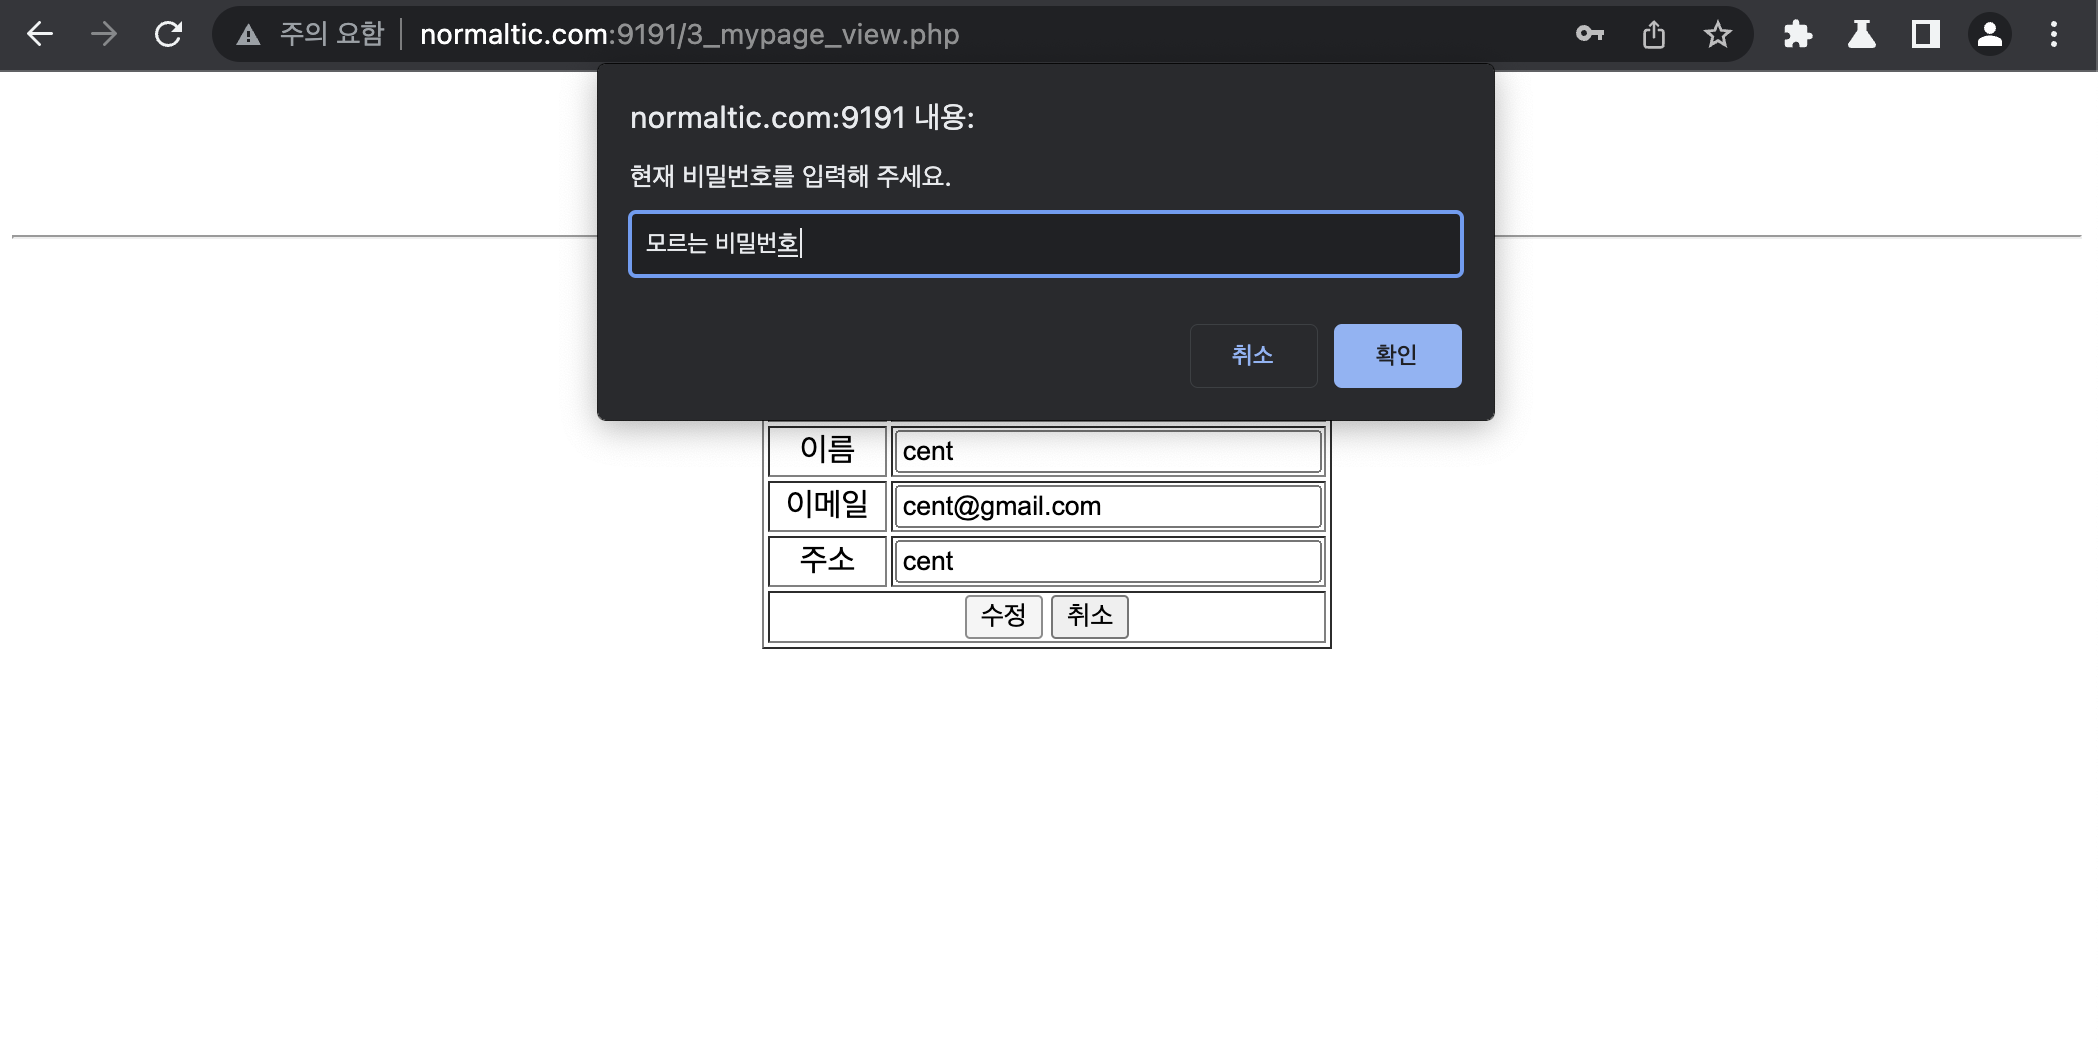 주의 요함 normaltic.com:9191/3_mypage_view.php
normaltic.com:9191 내용:
현재 비밀번호를 입력해 주세요.
모르는 비밀번호
취소 확인
이름 cent
이메일 cent@gmail.com
주소 cent
수정 취소